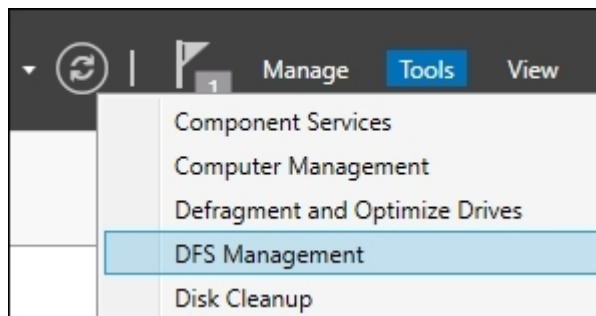 1 Manage Tools View
Component Services
Computer Management
Defragment and Optimize Drives
DFS Management
Disk Cleanup